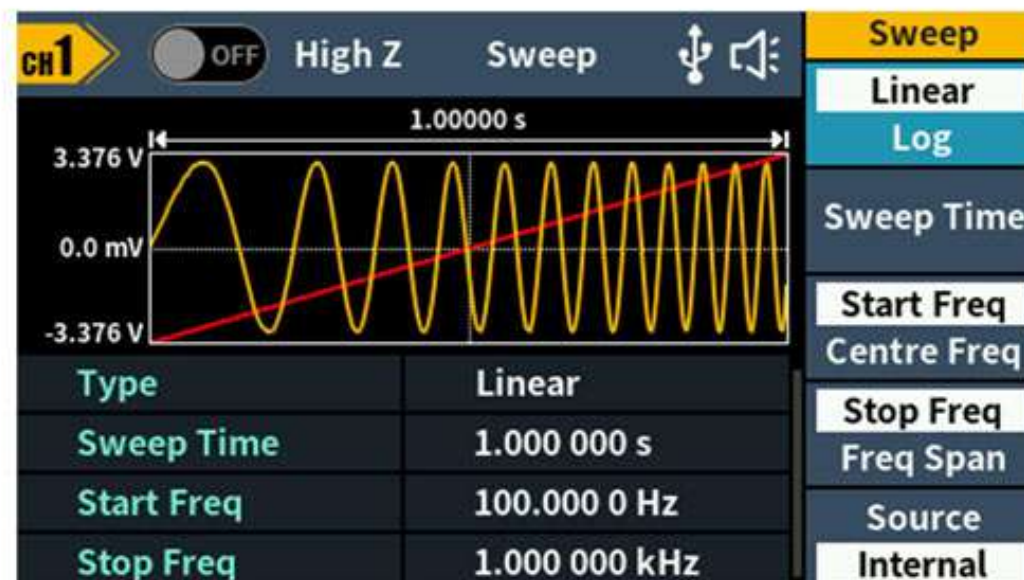 CH1 OFF High Z Sweep
1.00000 s
3.376 V
0.0 mV
-3.376 V
Type Linear
Sweep Time 1.000 000 s
Start Freq 100.000 0 Hz
Stop Freq 1.000 000 kHz
Sweep
Linear
Log
Sweep Time
Start Freq
Centre Freq
Stop Freq
Freq Span
Source
Internal